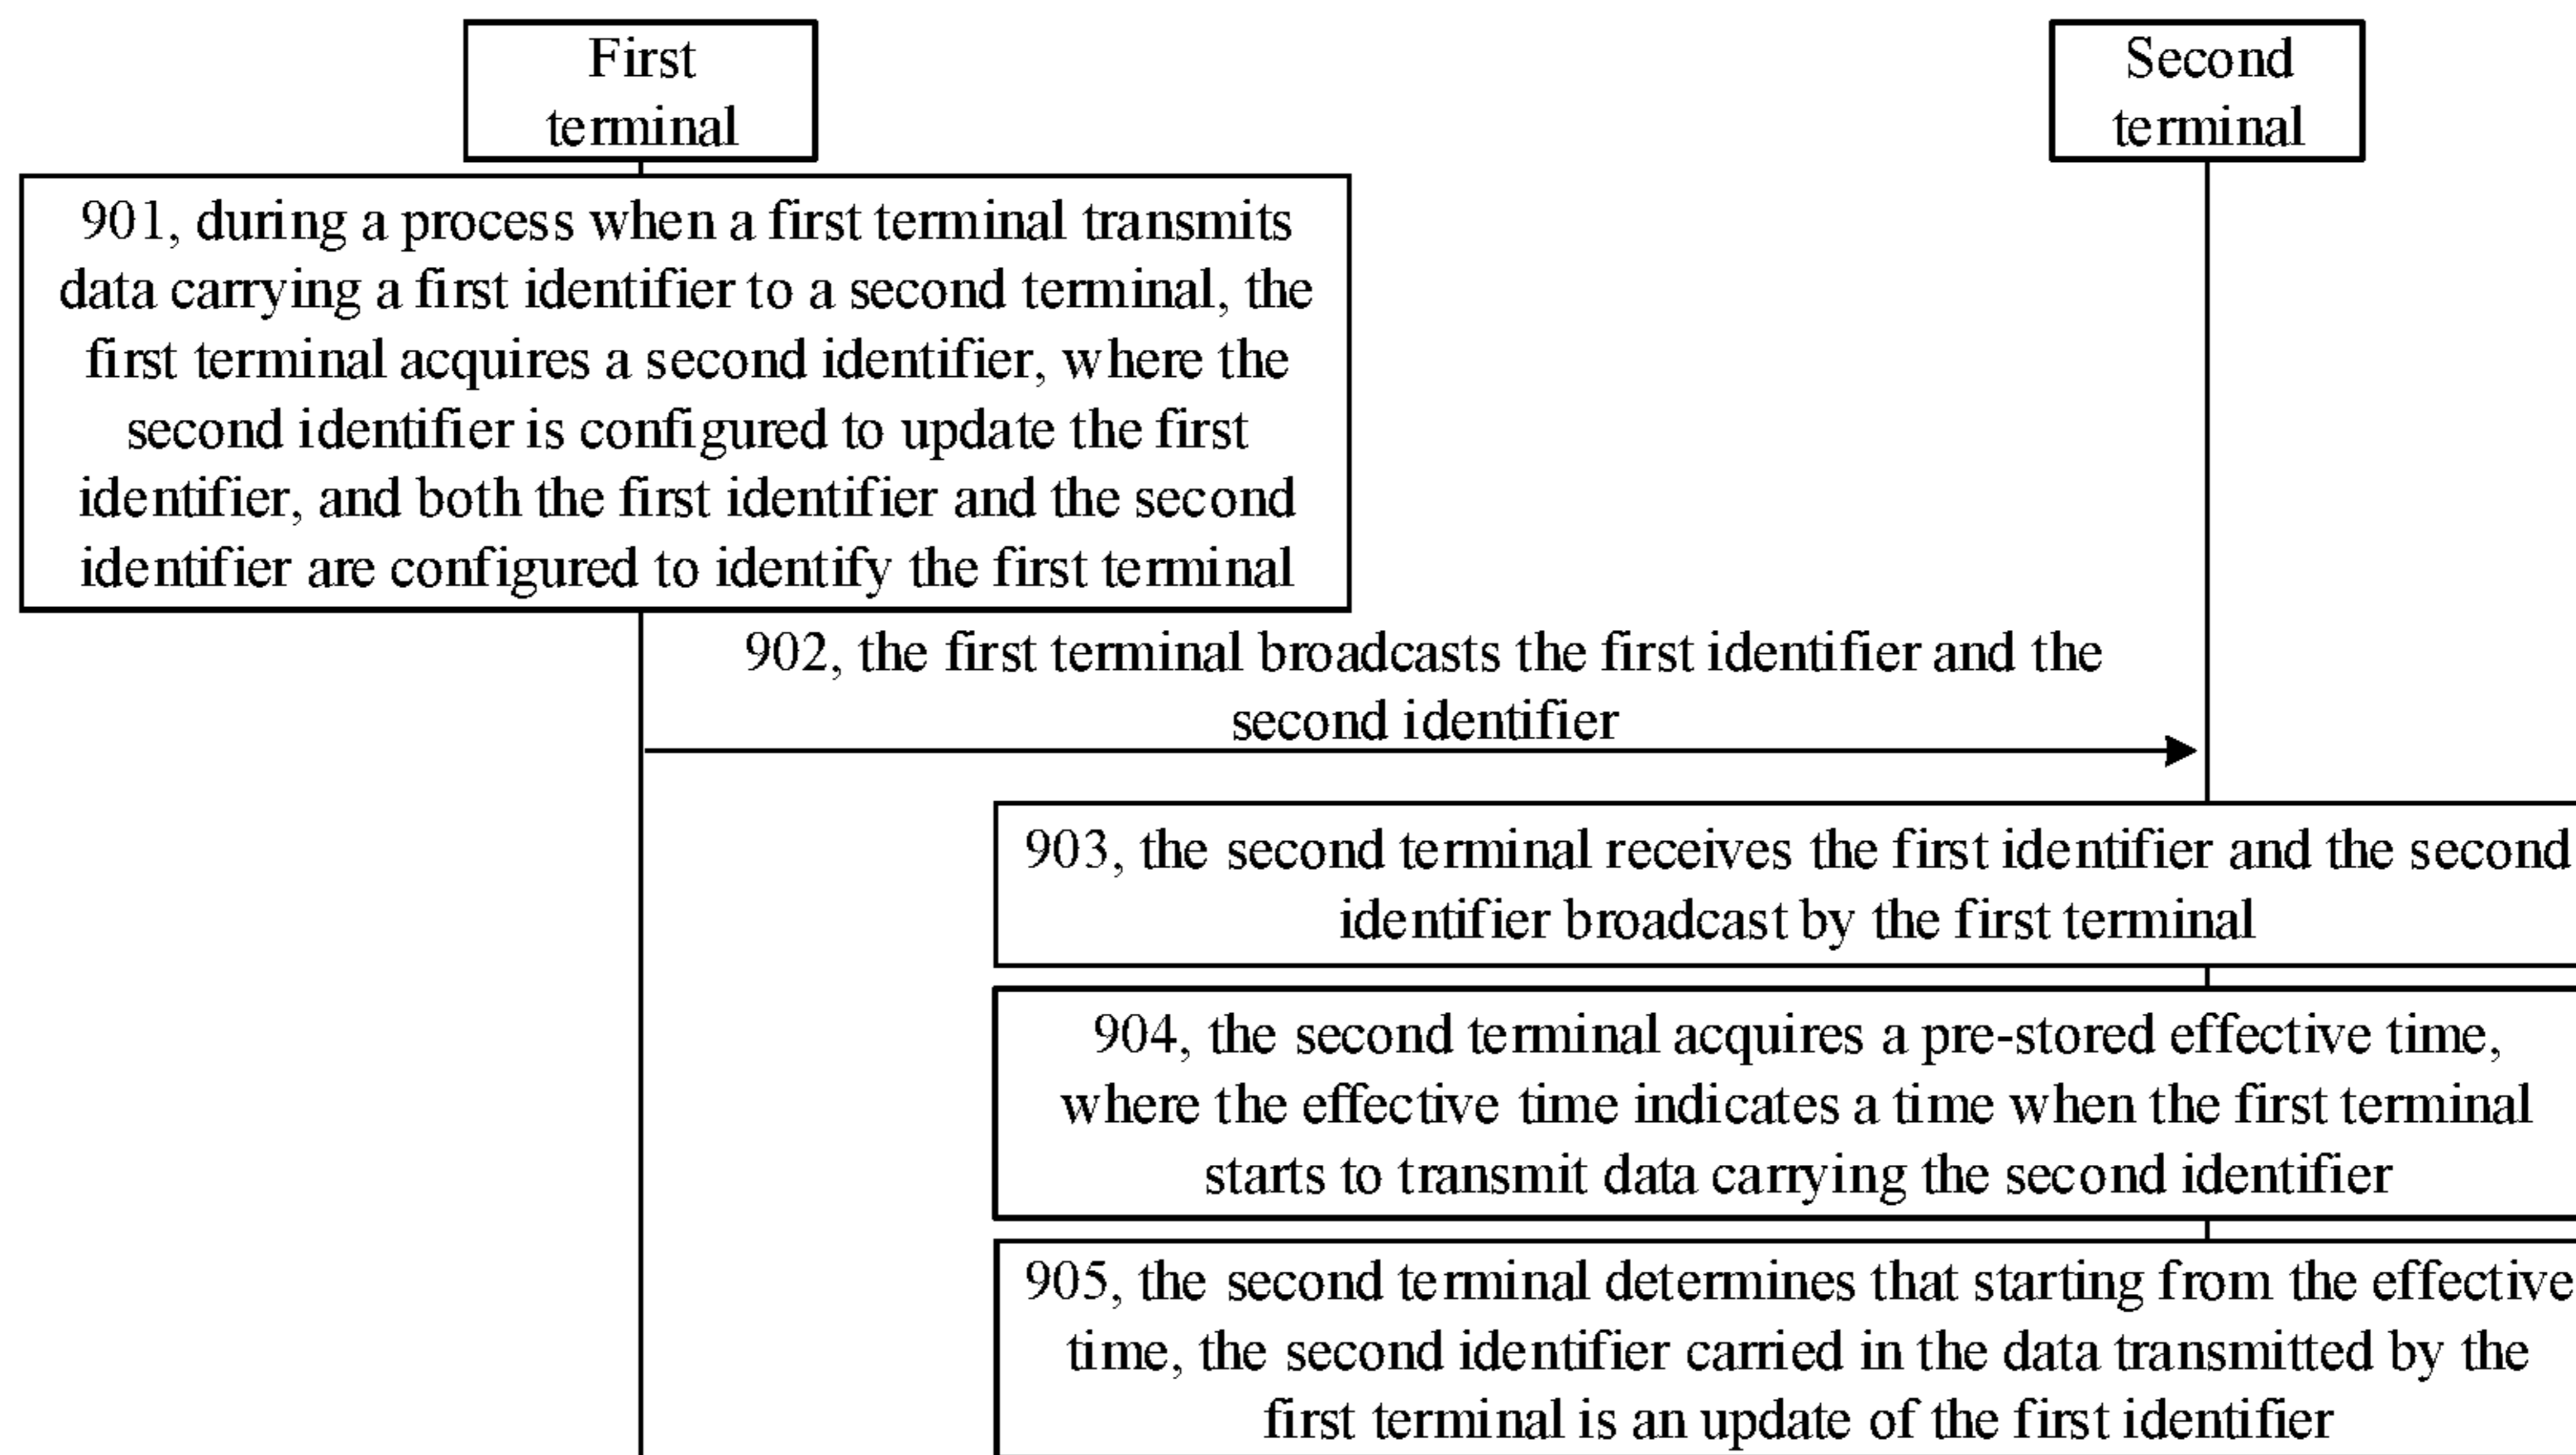 First
terminal
Second
terminal
901, during a process when a first terminal transmits
data carrying a first identifier to a second terminal, the
first terminal acquires a second identifier, where the
second identifier is configured to update the first
identifier, and both the first identifier and the second
identifier are configured to identify the first terminal
902, the first terminal broadcasts the first identifier and the
second identifier
903, the second terminal receives the first identifier and the second
identifier broadcast by the first terminal
904, the second terminal acquires a pre-stored effective time,
where the effective time indicates a time when the first terminal
starts to transmit data carrying the second identifier
905, the second terminal determines that starting from the effective
time, the second identifier carried in the data transmitted by the
first terminal is an update of the first identifier